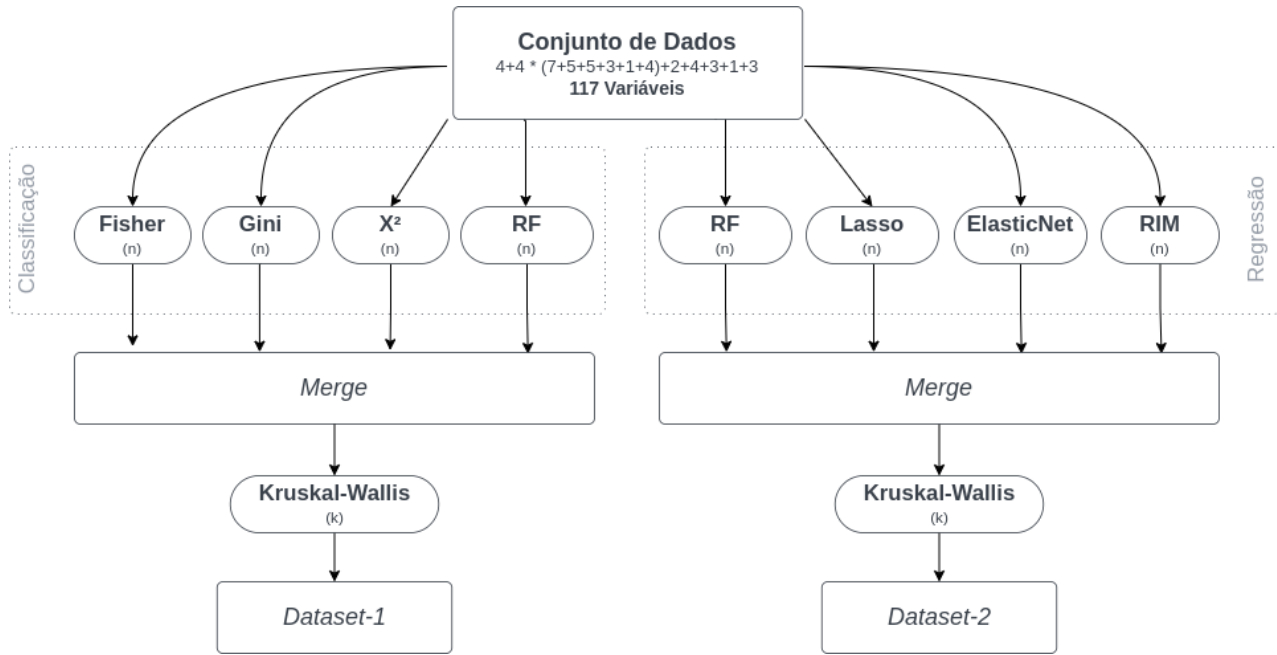 Conjunto de Dados
4+4 * (7+5+5+3+1+4)+2+4+3+1+3
117 Variáveis
Classificação
Fisher
(n)
Gini
(n)
X²
(n)
RF
(n)
RF
(n)
Lasso
(n)
ElasticNet
(n)
RIM
(n)
Regressão
Merge
Merge
Kruskal-Wallis
(k)
Kruskal-Wallis
(k)
Dataset-1
Dataset-2